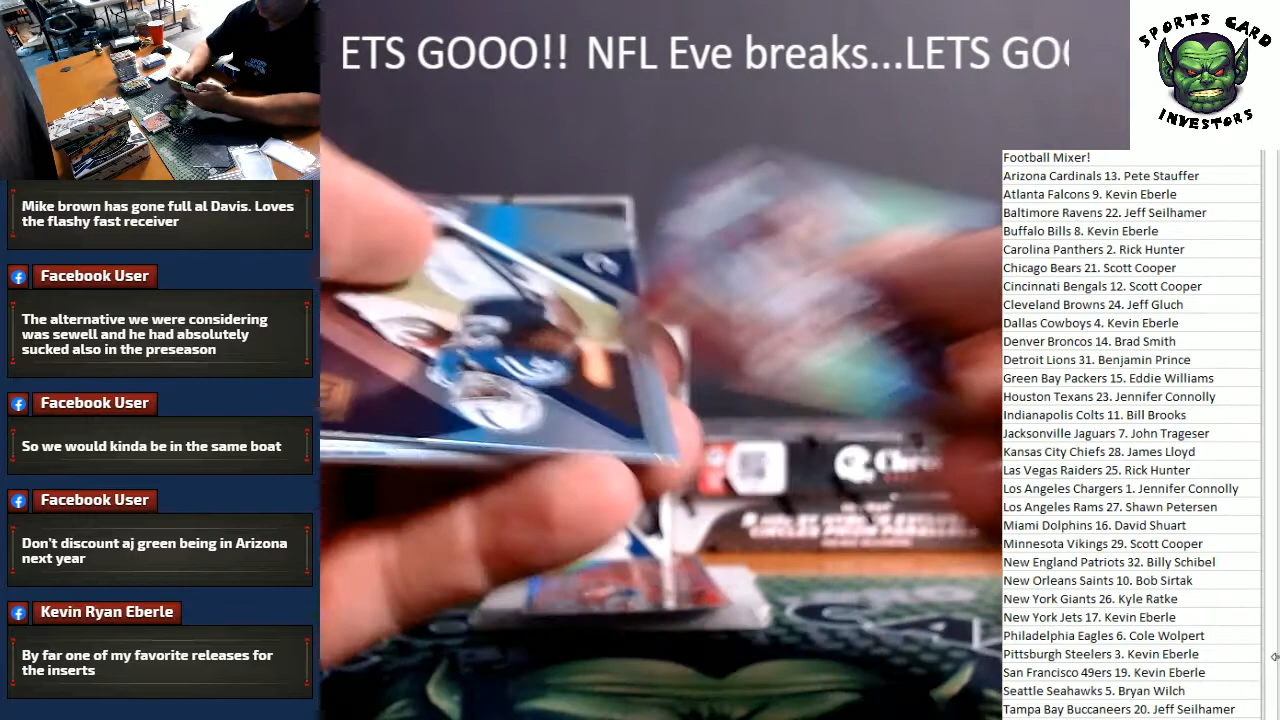 Mike brown has gone full al Davis. Loves
the flashy fast receiver
Facebook User
The alternative we were considering
was sewell and he had absolutely
sucked also in the preseason
Facebook User
So we would kinda be in the same boat
Facebook User
Don't discount aj green being in Arizona
next year
Kevin Ryan Eberle
By far one of my favorite releases for
the inserts
ETS GOOO!! NFL Eve breaks...LETS GO
SPORTS CARD
INVESTORS
Football Mixer!
Arizona Cardinals 13. Pete Stauffer
Atlanta Falcons 9. Kevin Eberle
Baltimore Ravens 22. Jeff Seilhamer
Buffalo Bills 8. Kevin Eberle
Carolina Panthers 2. Rick Hunter
Chicago Bears 21. Scott Cooper
Cincinnati Bengals 12. Scott Cooper
Cleveland Browns 24. Jeff Gluch
Dallas Cowboys 4. Kevin Eberle
Denver Broncos 14. Brad Smith
Detroit Lions 31. Benjamin Prince
Green Bay Packers 15. Eddie Williams
Houston Texans 23. Jennifer Connolly
Indianapolis Colts 11. Bill Brooks
Jacksonville Jaguars 7. John Trageser
Kansas City Chiefs 28. James Lloyd
Las Vegas Raiders 25. Rick Hunter
Los Angeles Chargers 1. Jennifer Connolly
Los Angeles Rams 27. Shawn Petersen
Miami Dolphins 16. David Shuart
Minnesota Vikings 29. Scott Cooper
New England Patriots 32. Billy Schibel
New Orleans Saints 10. Bob Sirtak
New York Giants 26. Kyle Ratke
New York Jets 17. Kevin Eberle
Philadelphia Eagles 6. Cole Wolpert
Pittsburgh Steelers 3. Kevin Eberle
San Francisco 49ers 19. Kevin Eberle
Seattle Seahawks 5. Bryan Wilch
Tampa Bay Buccaneers 20. Jeff Seilhamer